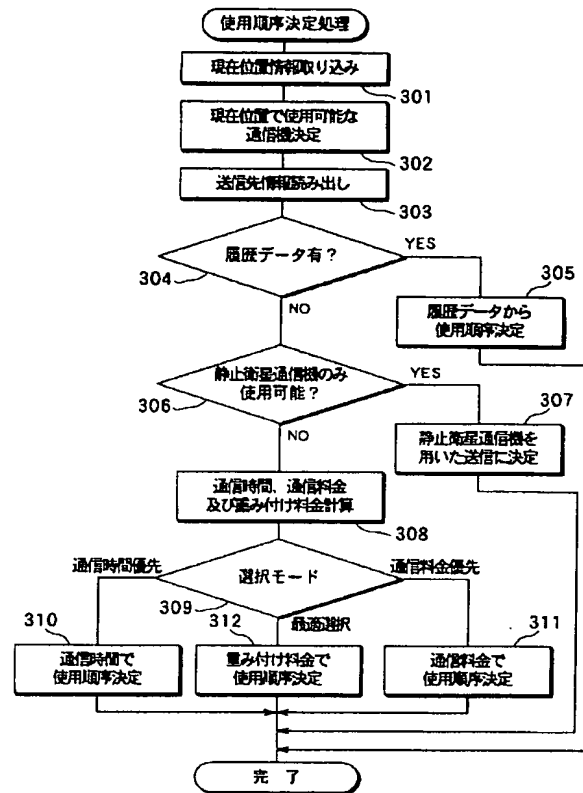 使用順序決定処理
現在位置情報取り込み
301
現在位置で使用可能な
通信機決定
302
送信先情報読み出し
303
履歴データ有？
YES
304
305
履歴データから
使用順序決定
NO
静止衛星通信機のみ
使用可能？
YES
306
307
静止衛星通信機を
用いた送信に決定
NO
通信時間、通信料金
及び重み付け料金計算
308
通信時間優先
選択モード
通信料金優先
309
310
312
最適選択
311
通信時間で
使用順序決定
重み付け料金で
使用順序決定
通信料金で
使用順序決定
完 了